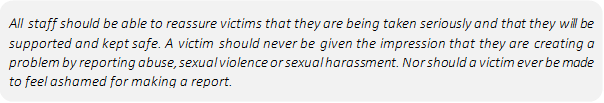 All staff should be able to reassure victims that they are being taken seriously and that they will be
supported and kept safe. A victim should never be given the impression that they are creating a
problem by reporting abuse, sexual violence or sexual harassment. Nor should a victim ever be made
to feel ashamed for making a report.